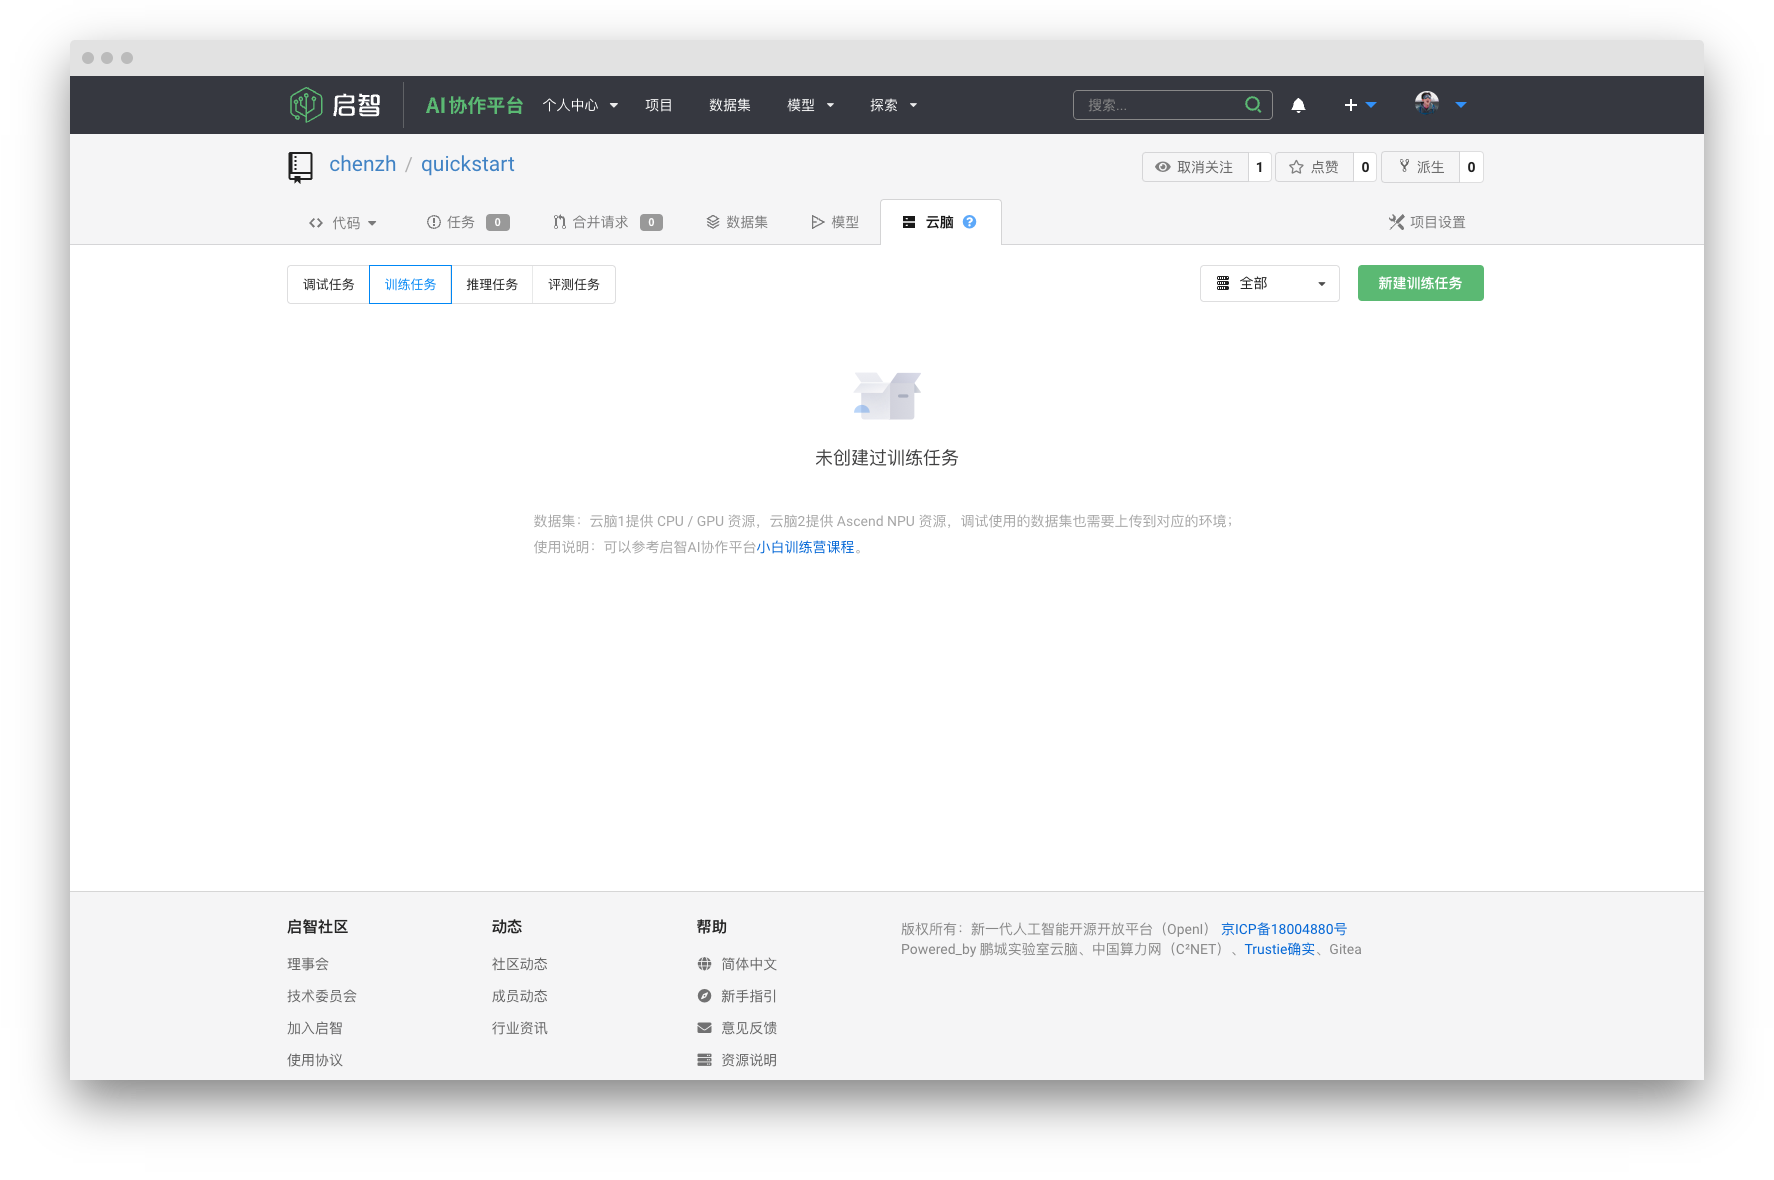 启智 AI协作平台 个人中心 项目 数据集 模型 探索 搜索...
chenzh / quickstart 取消关注 1 点赞 0 派生 0
代码 任务 0 合并请求 0 数据集 模型 云脑 ? 项目设置
调试任务 训练任务 推理任务 评测任务 全部 新建训练任务
未创建过训练任务
数据集：云脑1提供 CPU / GPU 资源，云脑2提供 Ascend NPU 资源，调试使用的数据集也需要上传到对应的环境；
使用说明：可以参考启智AI协作平台小白训练营课程。
启智社区
理事会
技术委员会
加入启智
使用协议
动态
社区动态
成员动态
行业资讯
帮助
简体中文
新手指引
意见反馈
资源说明
版权所有：新一代人工智能开源开放平台（OpenI） 京ICP备18004880号
Powered_by 鹏城实验室云脑、中国算力网（C²NET）、Trustie确实、Gitea